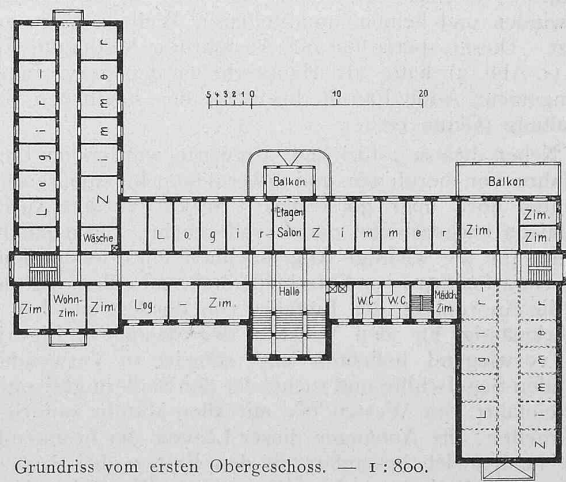 5 4 3 2 1 0 10 20
Balkon
Balkon
Logir-Zimmer
Etagen
Salon
Logir-Zimmer
Zim.
Zim.
Zim.
Wäsche
Halle
Zim.
Wohn-
zim.
Zim.
Log -
Zim.
W.C.
W.C.
Mädch.
Zim.
Logir-
Zimmer
Grundriss vom ersten Obergeschoss. — 1 : 800.